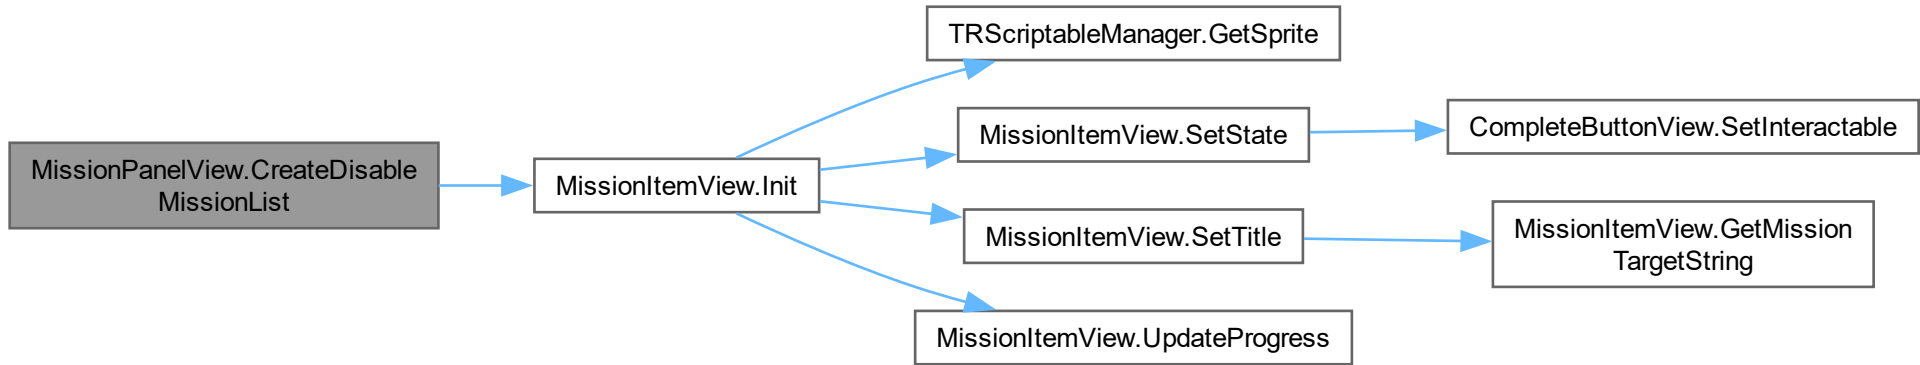 MissionPanelView.CreateDisable
MissionList
MissionItemView.Init
TRScriptableManager.GetSprite
MissionItemView.SetState
CompleteButtonView.SetInteractable
MissionItemView.SetTitle
MissionItemView.GetMission
TargetString
MissionItemView.UpdateProgress